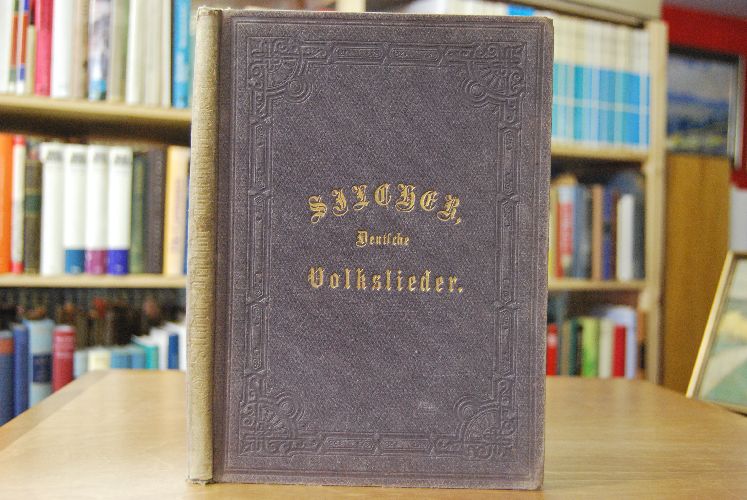 SILCHER,
Deutsche
Volkslieder.